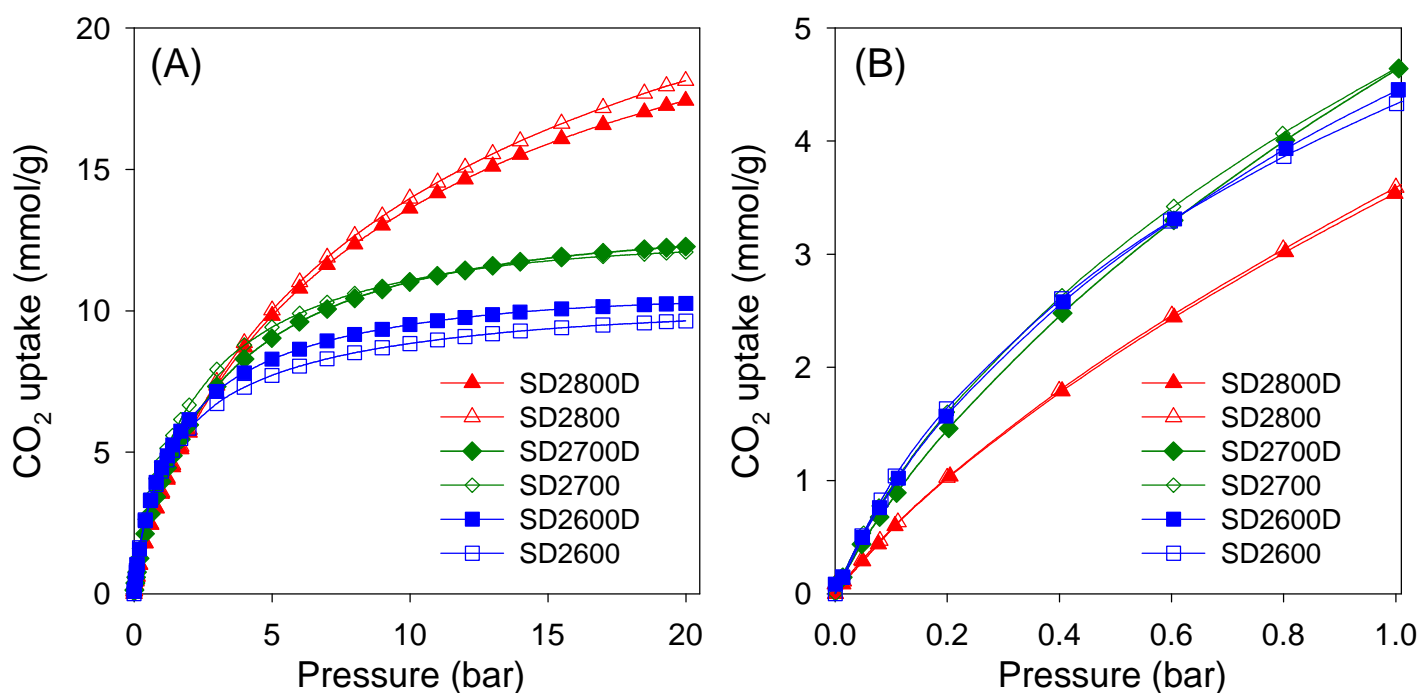 (A)
CO2 uptake (mmol/g)
20
15
10
5
0
SD2800D
SD2800
SD2700D
SD2700
SD2600D
SD2600
0 5 10 15 20
Pressure (bar)
(B)
CO2 uptake (mmol/g)
5
4
3
2
1
0
SD2800D
SD2800
SD2700D
SD2700
SD2600D
SD2600
0.0 0.2 0.4 0.6 0.8 1.0
Pressure (bar)